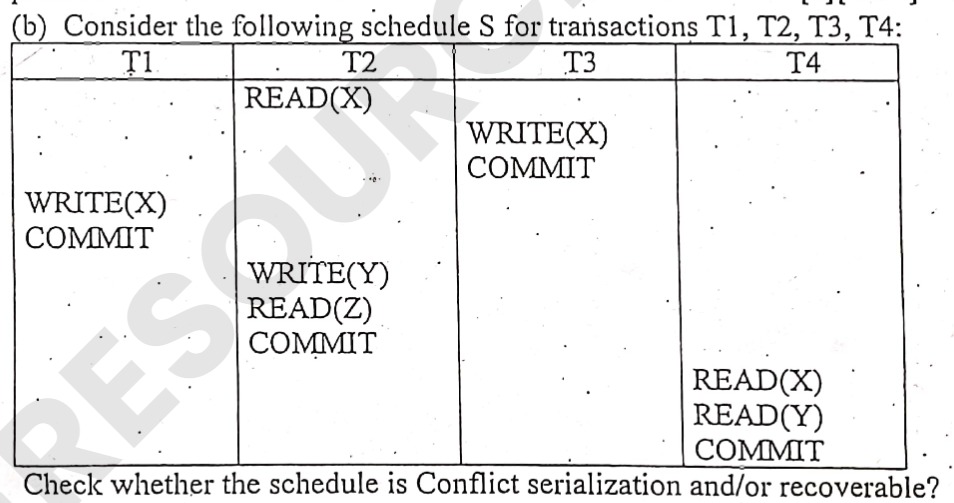 (b) Consider the following schedule S for transactions T1, T2, T3, T4:
T1 T2 T3 T4
READ(X)
WRITE(X)
COMMIT
WRITE(X)
COMMIT
WRITE(Y)
READ(Z)
COMMIT
READ(X)
READ(Y)
COMMIT
Check whether the schedule is Conflict serialization and/or recoverable?